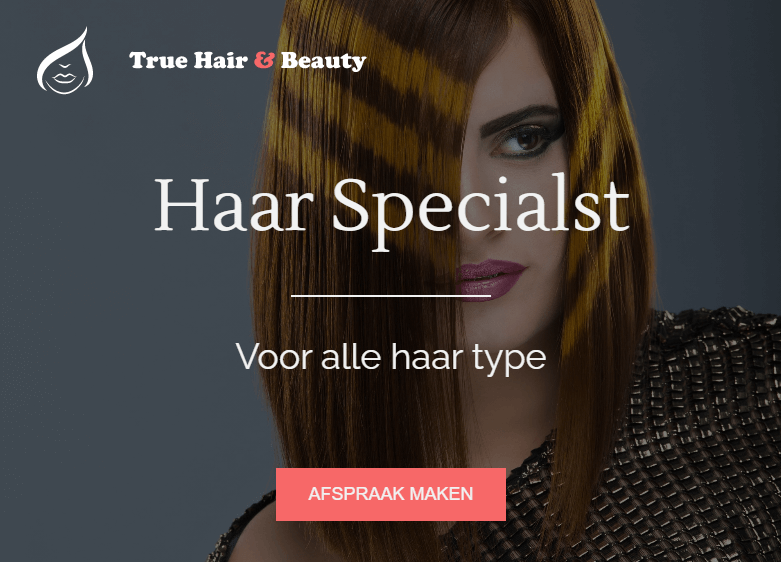 True Hair & Beauty
Haar Specialst
Voor alle haar type
AFSPRAAK MAKEN